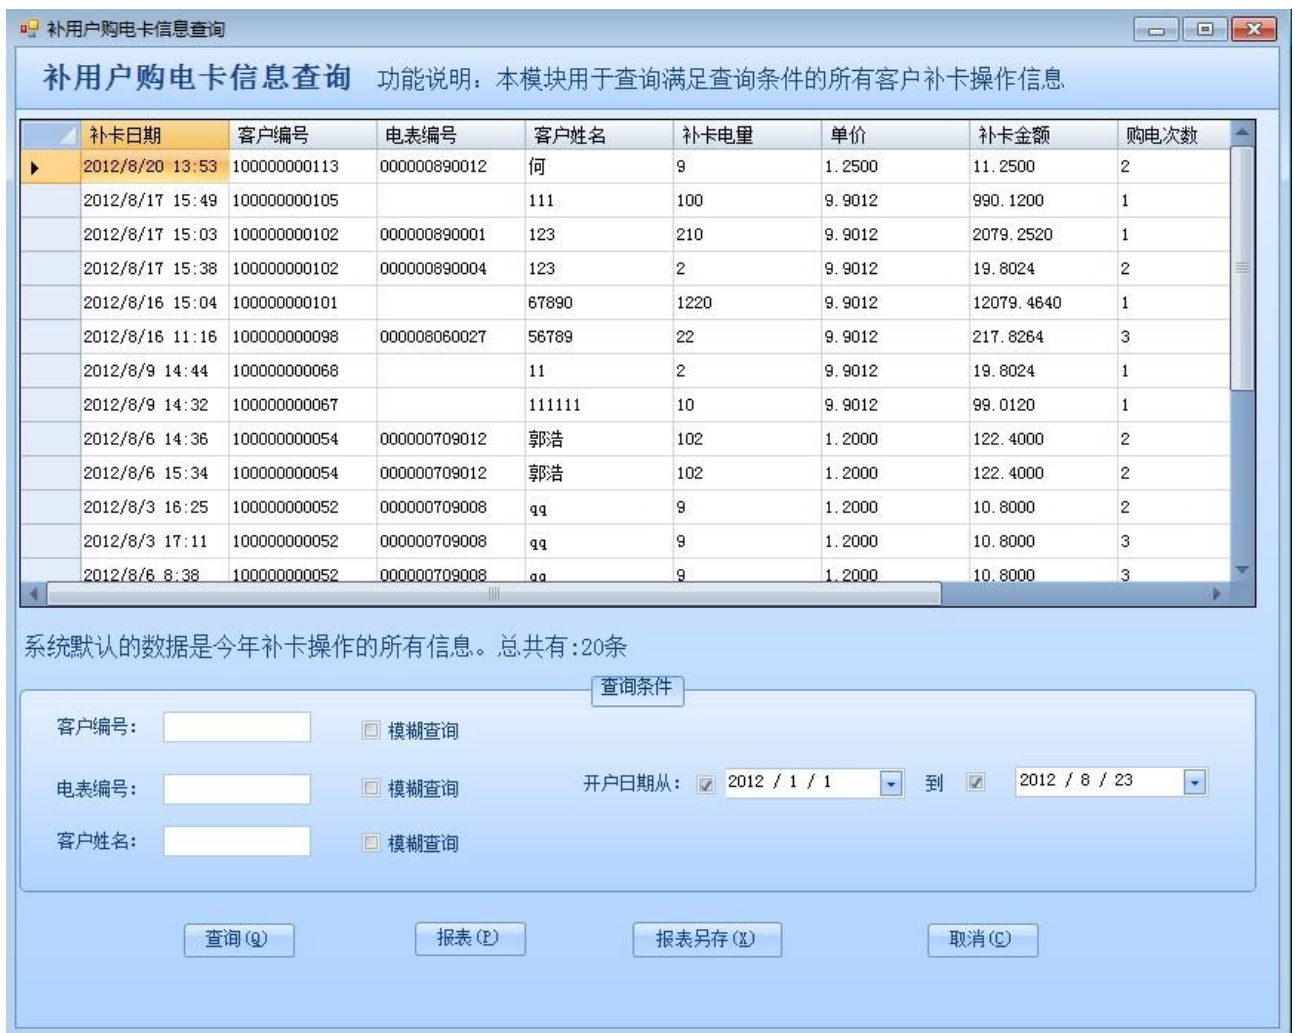 补用户购电卡信息查询
补用户购电卡信息查询 功能说明：本模块用于查询满足查询条件的所有客户补卡操作信息
补卡日期 客户编号 电表编号 客户姓名 补卡电量 单价 补卡金额 购电次数
2012/8/20 13:53 100000000113 000000890012 何 9 1.2500 11.2500 2
2012/8/17 15:49 100000000105 111 100 9.9012 990.1200 1
2012/8/17 15:03 100000000102 000000890001 123 210 9.9012 2079.2520 1
2012/8/17 15:38 100000000102 000000890004 123 2 9.9012 19.8024 2
2012/8/16 15:04 100000000101 67890 1220 9.9012 12079.4640 1
2012/8/16 11:16 100000000098 000008060027 56789 22 9.9012 217.8264 3
2012/8/9 14:44 100000000068 11 2 9.9012 19.8024 1
2012/8/9 14:32 100000000067 111111 10 9.9012 99.0120 1
2012/8/6 14:36 100000000054 000000709012 郭浩 102 1.2000 122.4000 2
2012/8/6 15:34 100000000054 000000709012 郭浩 102 1.2000 122.4000 2
2012/8/3 16:25 100000000052 000000709008 qq 9 1.2000 10.8000 2
2012/8/3 17:11 100000000052 000000709008 qq 9 1.2000 10.8000 3
2012/8/6 8:38 100000000052 000000709008 qq 9 1.2000 10.8000 3
系统默认的数据是今年补卡操作的所有信息。总共有:20条
查询条件
客户编号： 模糊查询
电表编号： 模糊查询 开户日期从： 2012 / 1 / 1 到 2012 / 8 / 23
客户姓名： 模糊查询
查询(Q) 报表(P) 报表另存(X) 取消(C)